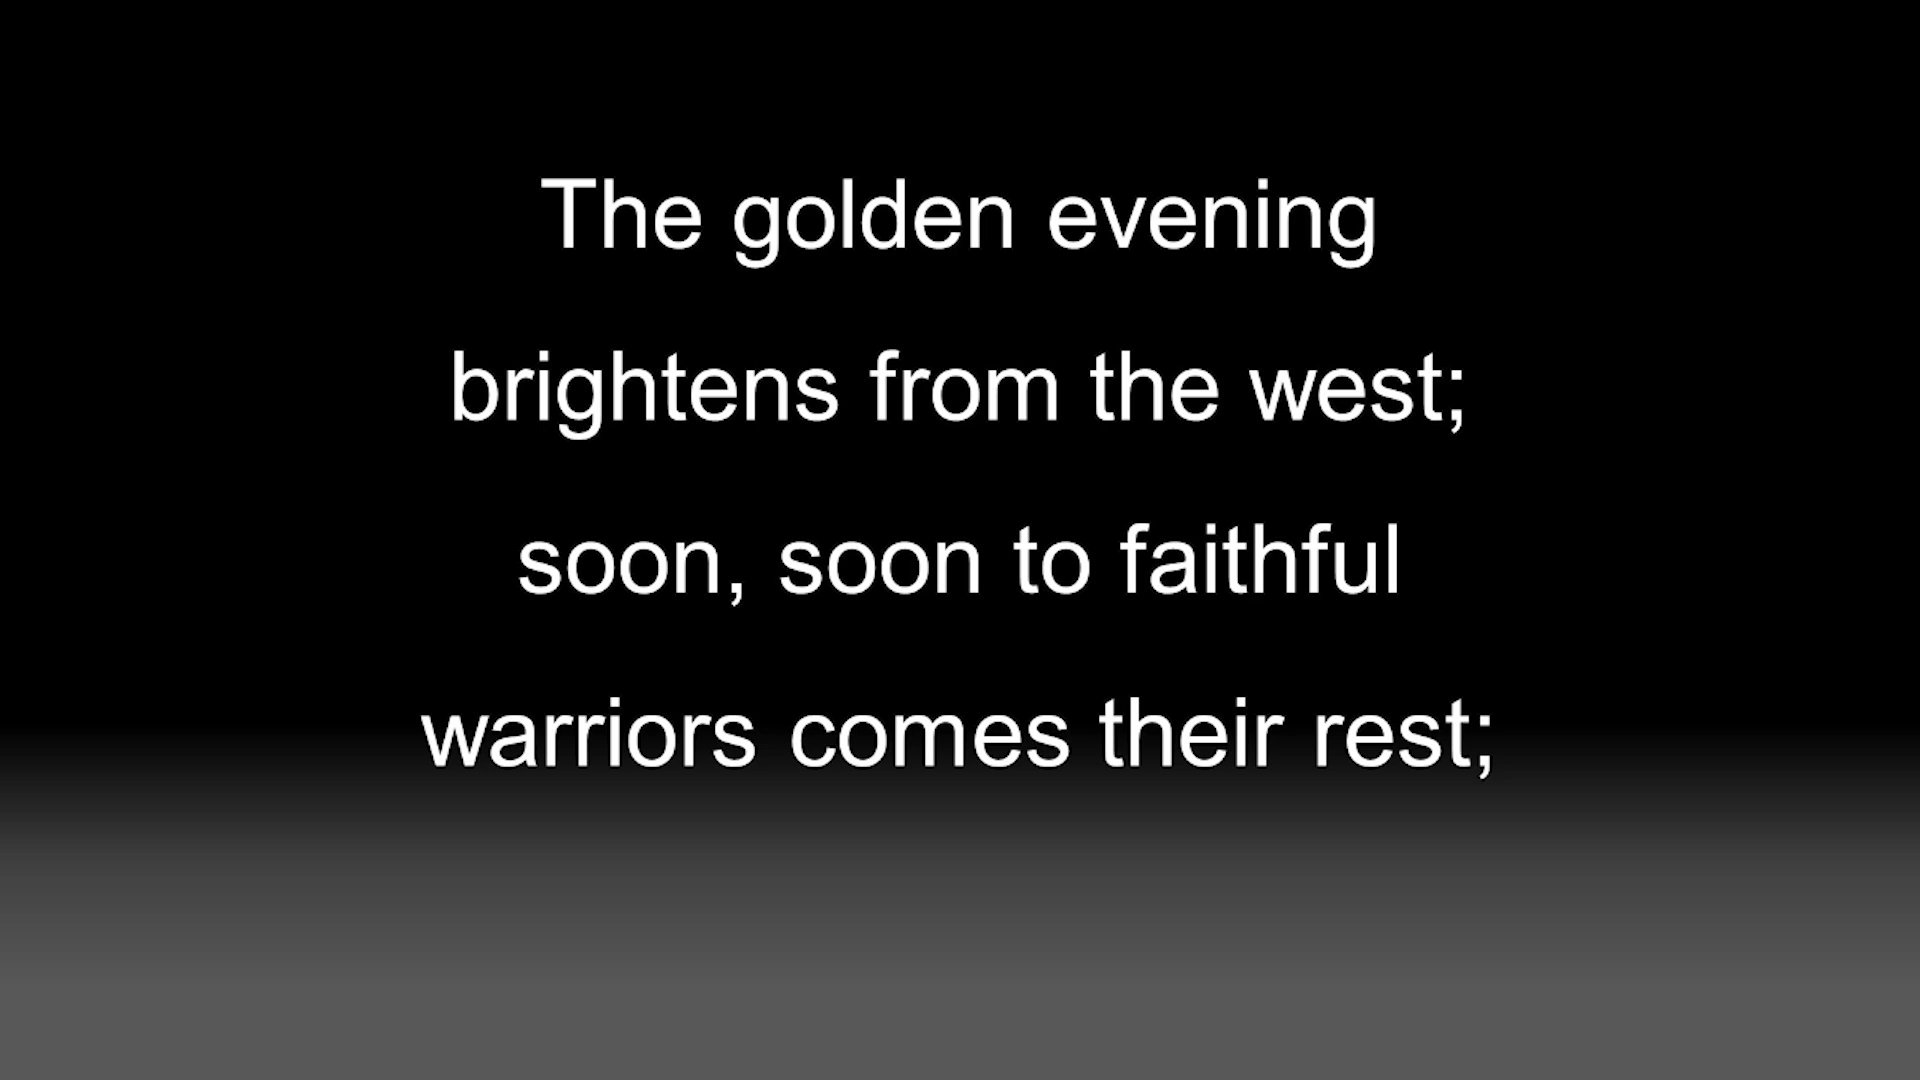 The golden evening
brightens from the west;
soon, soon to faithful
warriors comes their rest;